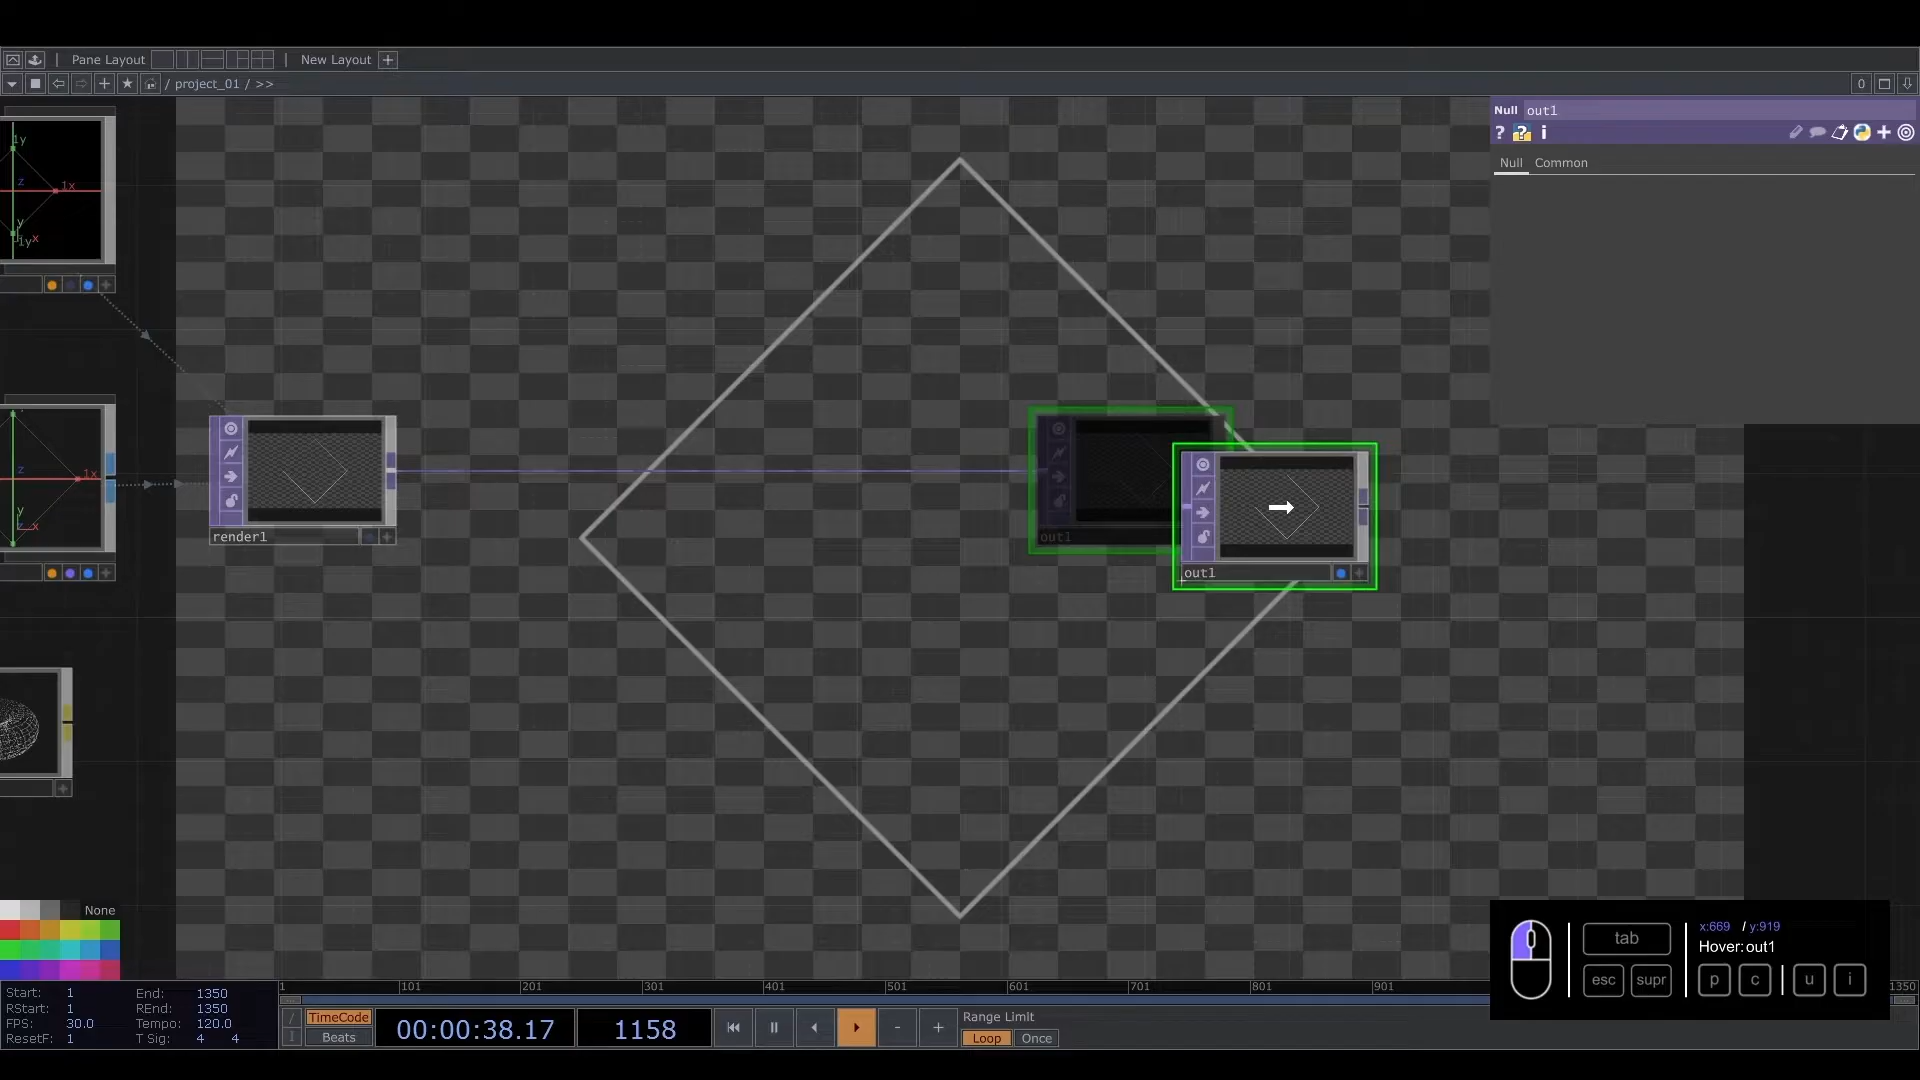 Pane Layout
New Layout +
/ project_01 / >>
0
Null out1
? ? i
Null Common
1y
z
1x
y
1y x
z
1x
y
x
render1
out1
out1
None
x:669 / y:919
Hover: out1
tab
esc supr
p c u i
Start: 1 End: 1350
RStart: 1 REnd: 1350
FPS: 30.0 Tempo: 120.0
ResetF: 1 T Sig: 4 4
1 101 201 301 401 501 601 701 801 901 1350
TimeCode
Beats
/
I
00:00:38.17
1158
- +
Range Limit
Loop Once